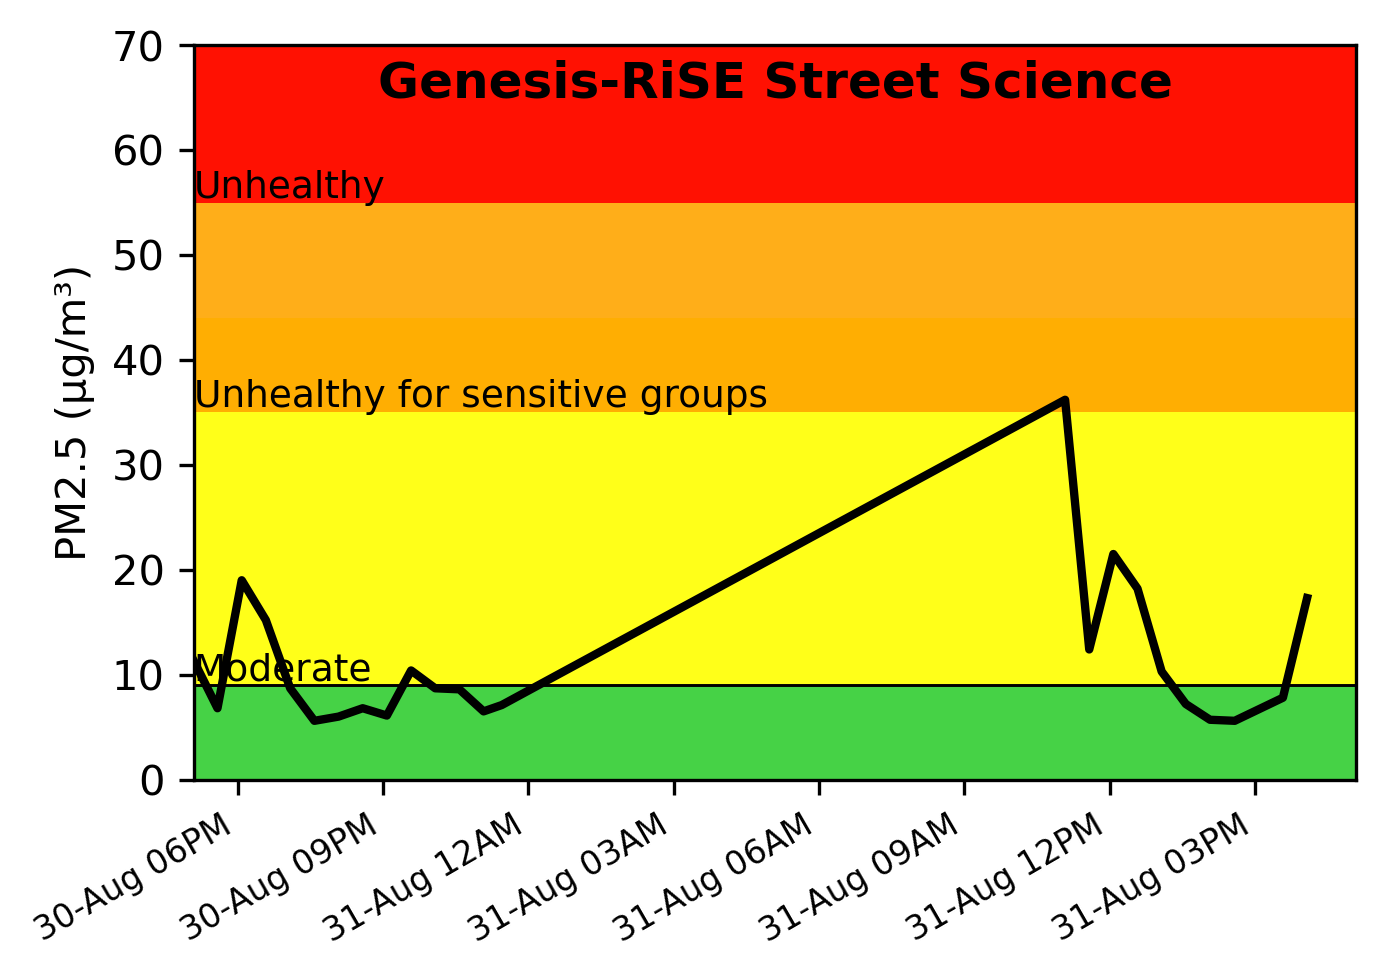 Genesis-RiSE Street Science
70
60
50
40
30
20
10
0
PM2.5 (µg/m³)
Unhealthy
Unhealthy for sensitive groups
Moderate
30-Aug 06PM
30-Aug 09PM
31-Aug 12AM
31-Aug 03AM
31-Aug 06AM
31-Aug 09AM
31-Aug 12PM
31-Aug 03PM